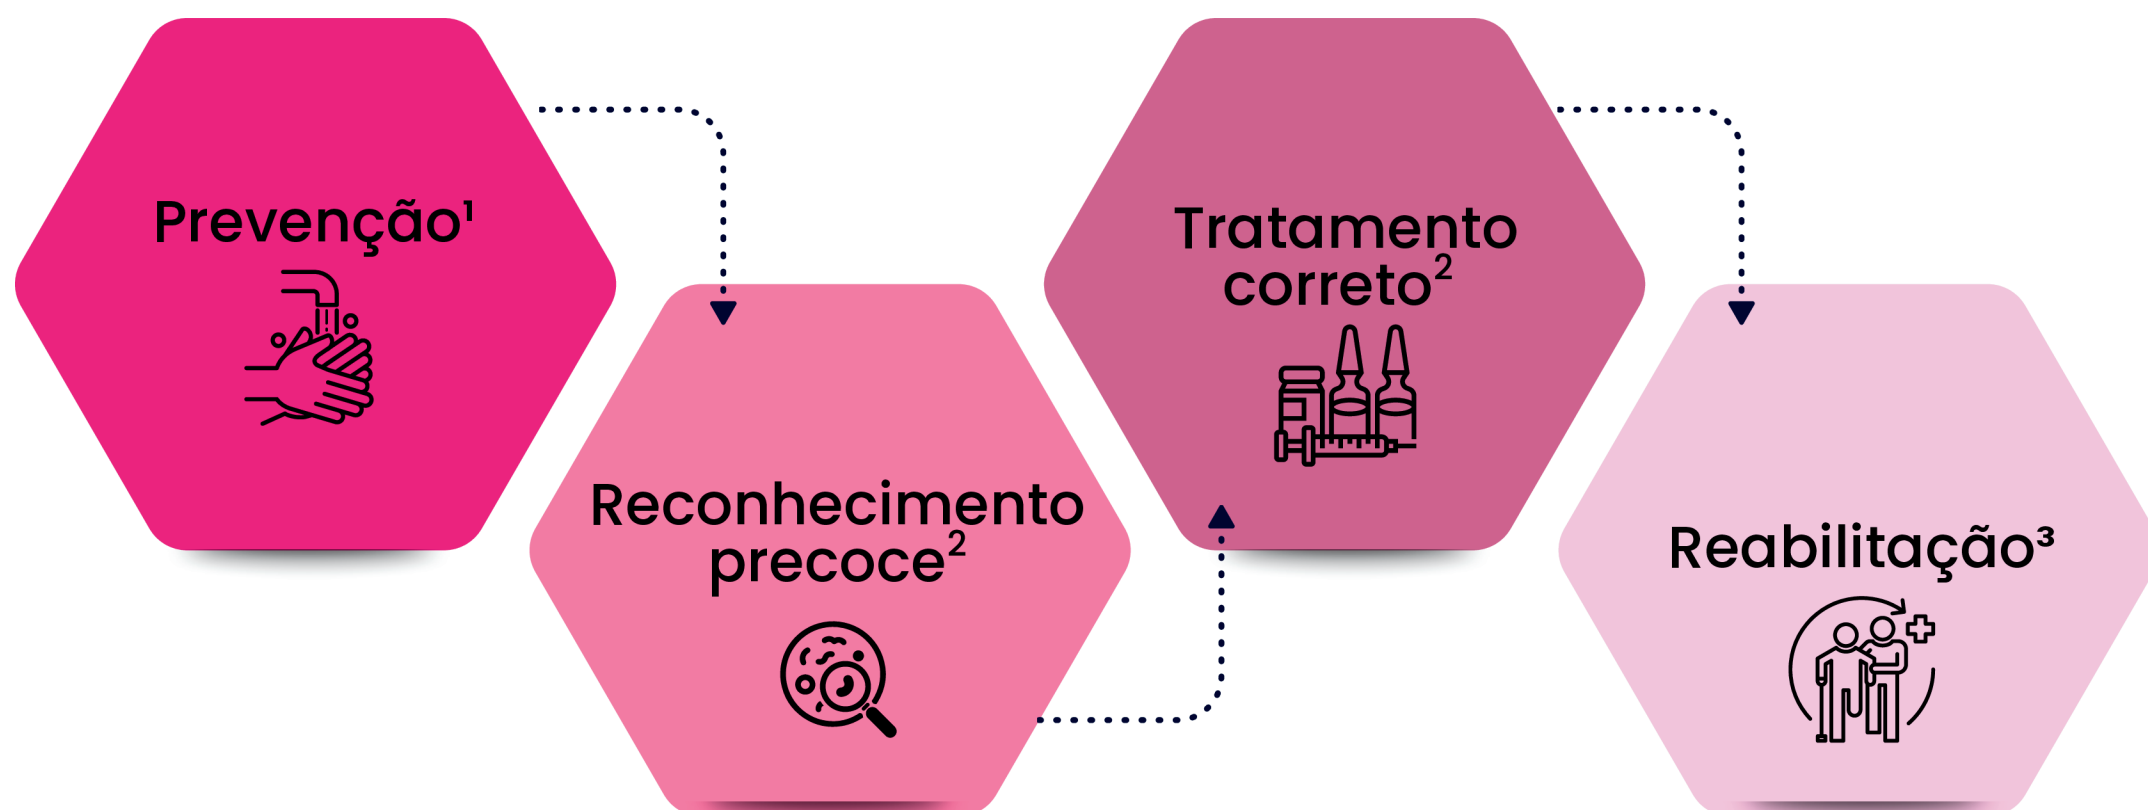 Prevenção¹
Reconhecimento
precoce²
Tratamento
correto²
Reabilitação³